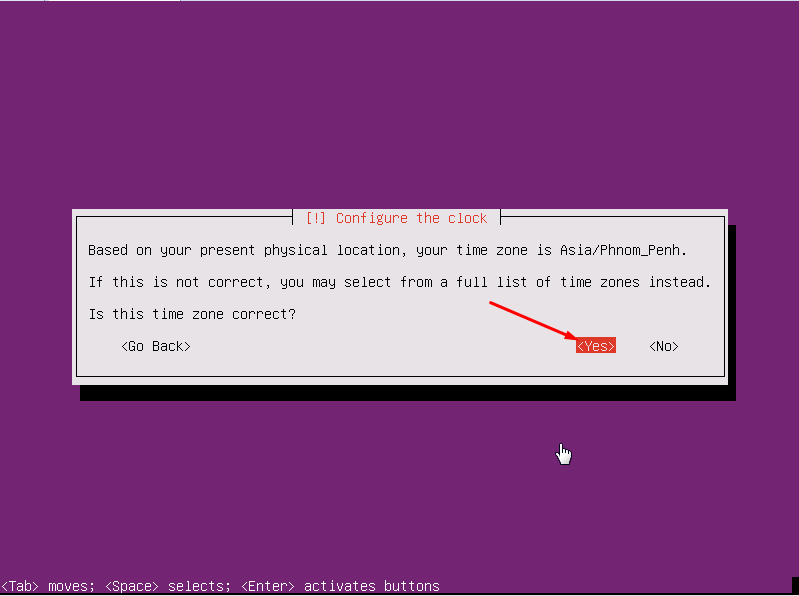 [!] Configure the clock
Based on your present physical location, your time zone is Asia/Phnom_Penh.
If this is not correct, you may select from a full list of time zones instead.
Is this time zone correct?
<Go Back> <Yes> <No>
<Tab> moves; <Space> selects; <Enter> activates buttons